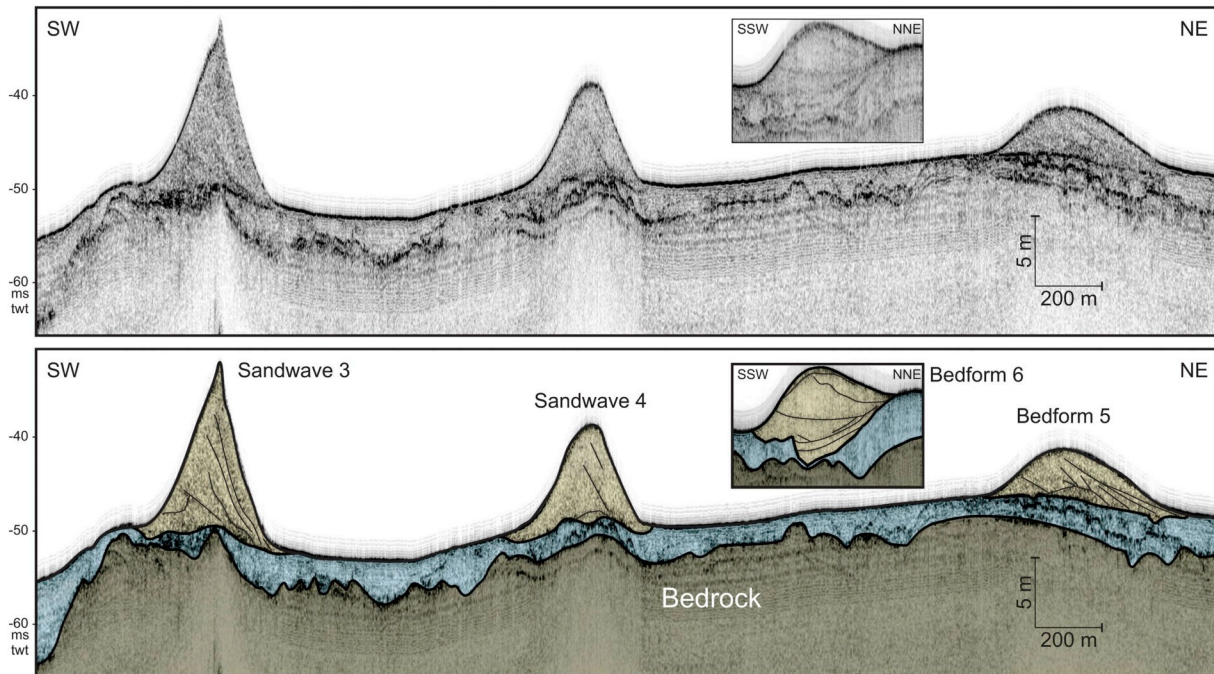 SW
SSW
NNE
NE
-40
-50
-60
ms
twt
5 m
200 m
SW
Sandwave 3
Sandwave 4
SSW
NNE
Bedform 6
NE
Bedform 5
-40
-50
-60
ms
twt
Bedrock
5 m
200 m